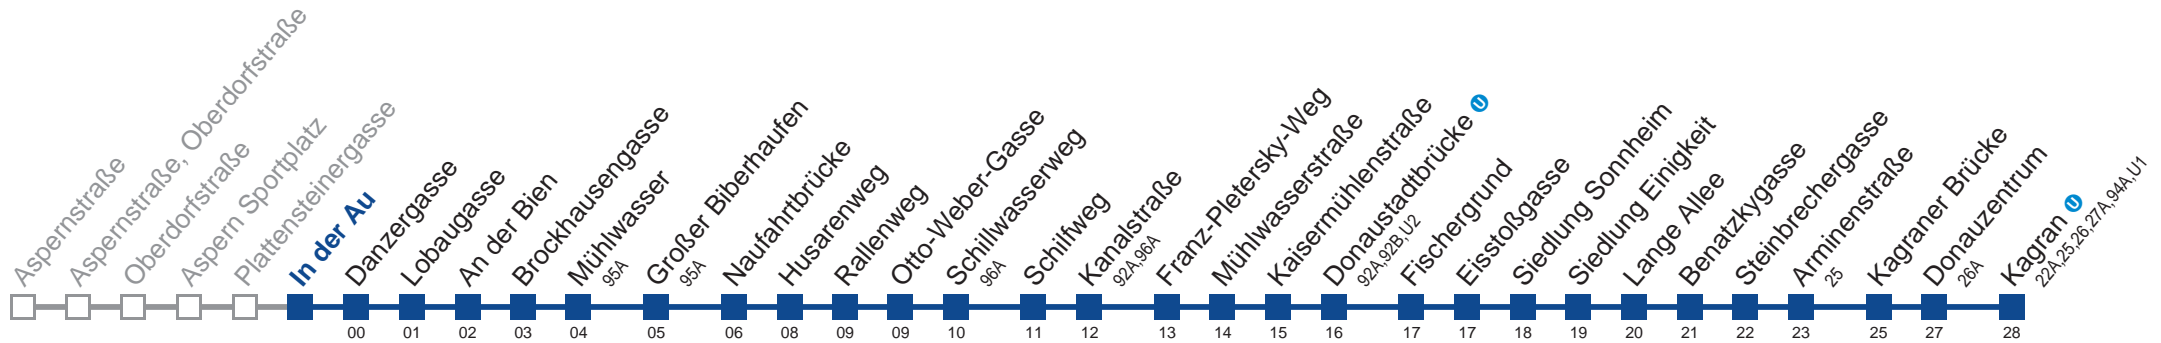 Aspernstraße
Aspernstraße, Oberdorfstraße
Oberdorfstraße
Aspern Sportplatz
Plattensteinergasse
In der Au
Danzergasse
00
Lobaugasse
01
An der Bien
02
Brockhausengasse
03
Mühlwasser
95A
04
Großer Biberhaufen
95A
05
Naufahrtbrücke
06
Husarenweg
08
Rallenweg
09
Otto-Weber-Gasse
09
Schillwasserweg
96A
10
Schilfweg
11
Kanalstraße
92A,96A
12
Franz-Pletersky-Weg
13
Mühlwasserstraße
14
Kaisermühlenstraße
15
Donaustadtbrücke U
92A,92B,U2
16
Fischergrund
17
Eisstoßgasse
17
Siedlung Sonnheim
18
Siedlung Einigkeit
19
Lange Allee
20
Benatzkygasse
21
Steinbrechergasse
22
Arminenstraße
25
23
Kagraner Brücke
25
Donauzentrum
26A
27
Kagran U
22A,25,26,27A,94A,U1
28